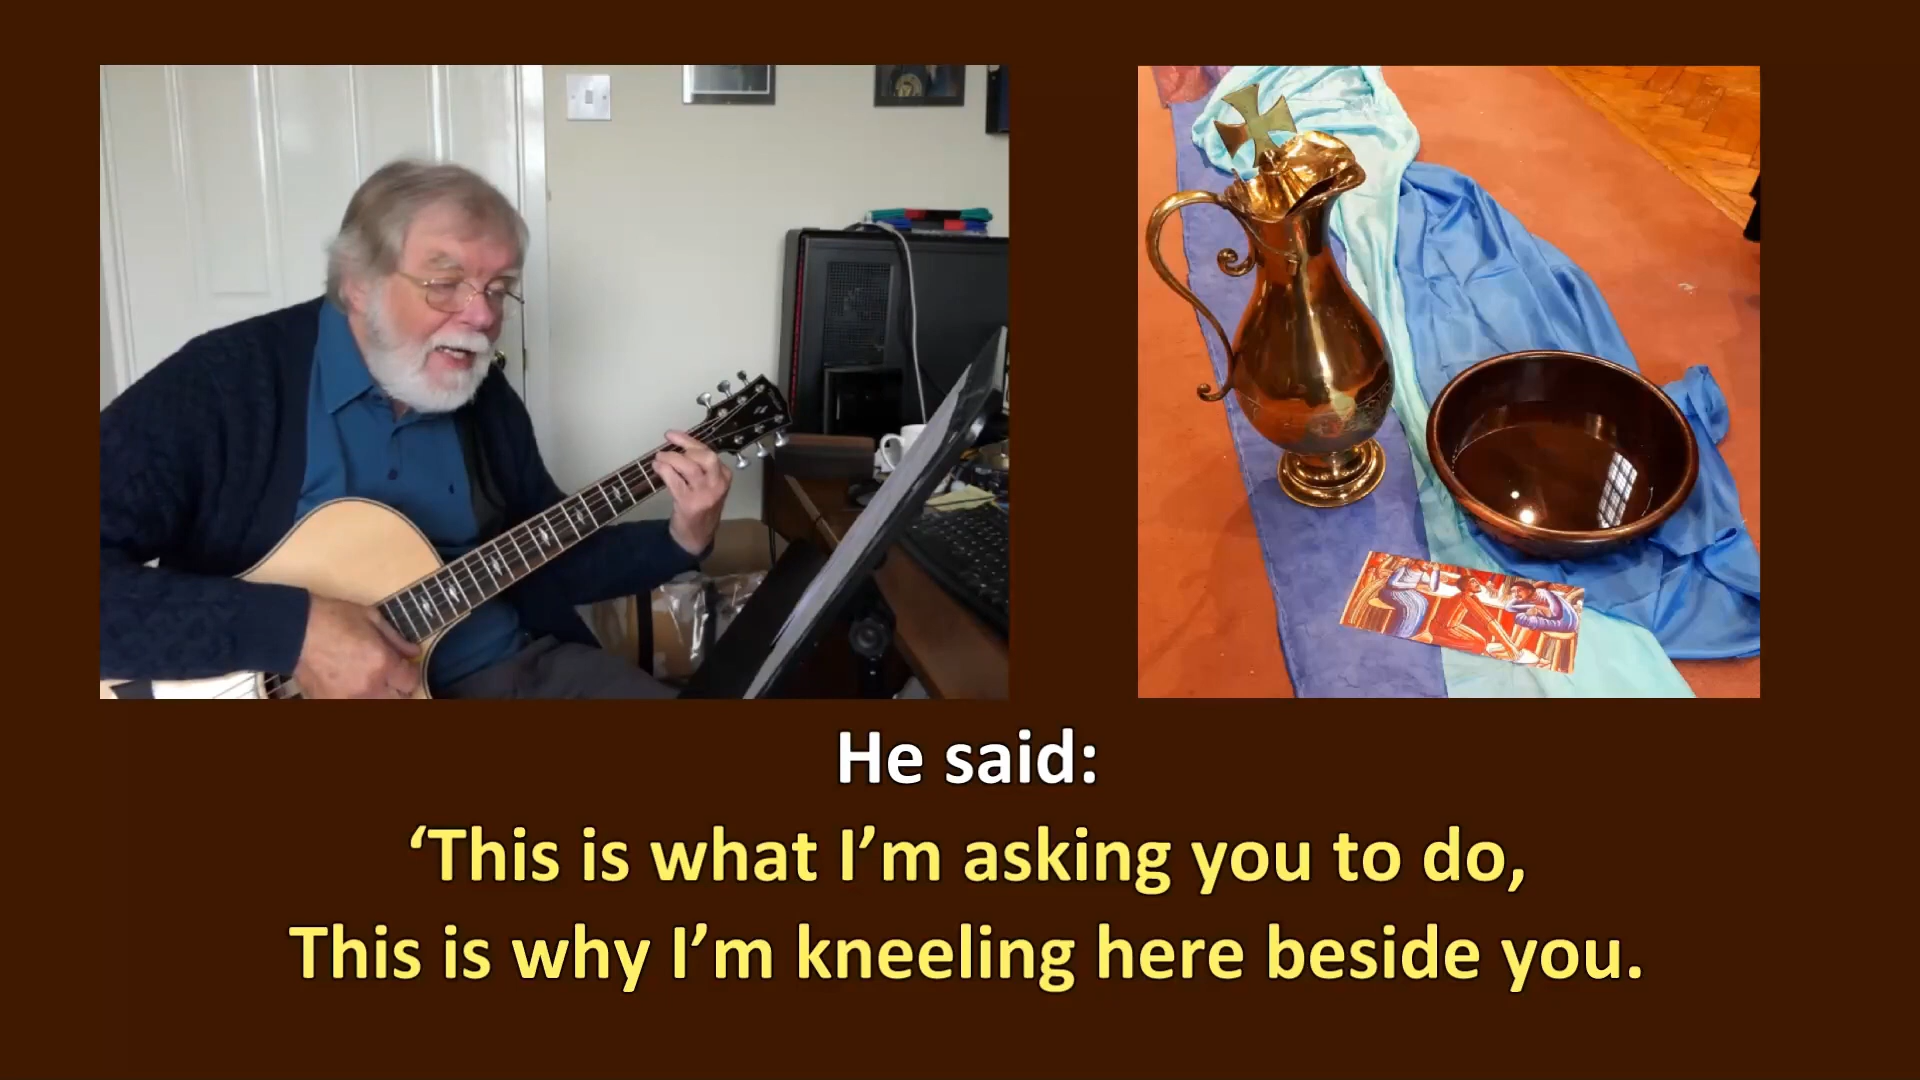 He said:
‘This is what I’m asking you to do,
This is why I’m kneeling here beside you.